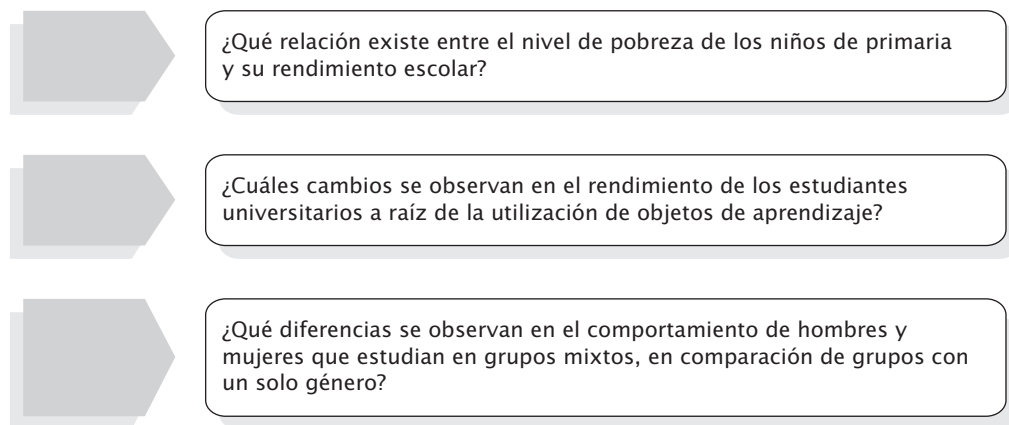 ¿Qué relación existe entre el nivel de pobreza de los niños de primaria
y su rendimiento escolar?
¿Cuáles cambios se observan en el rendimiento de los estudiantes
universitarios a raíz de la utilización de objetos de aprendizaje?
¿Qué diferencias se observan en el comportamiento de hombres y
mujeres que estudian en grupos mixtos, en comparación de grupos con
un solo género?